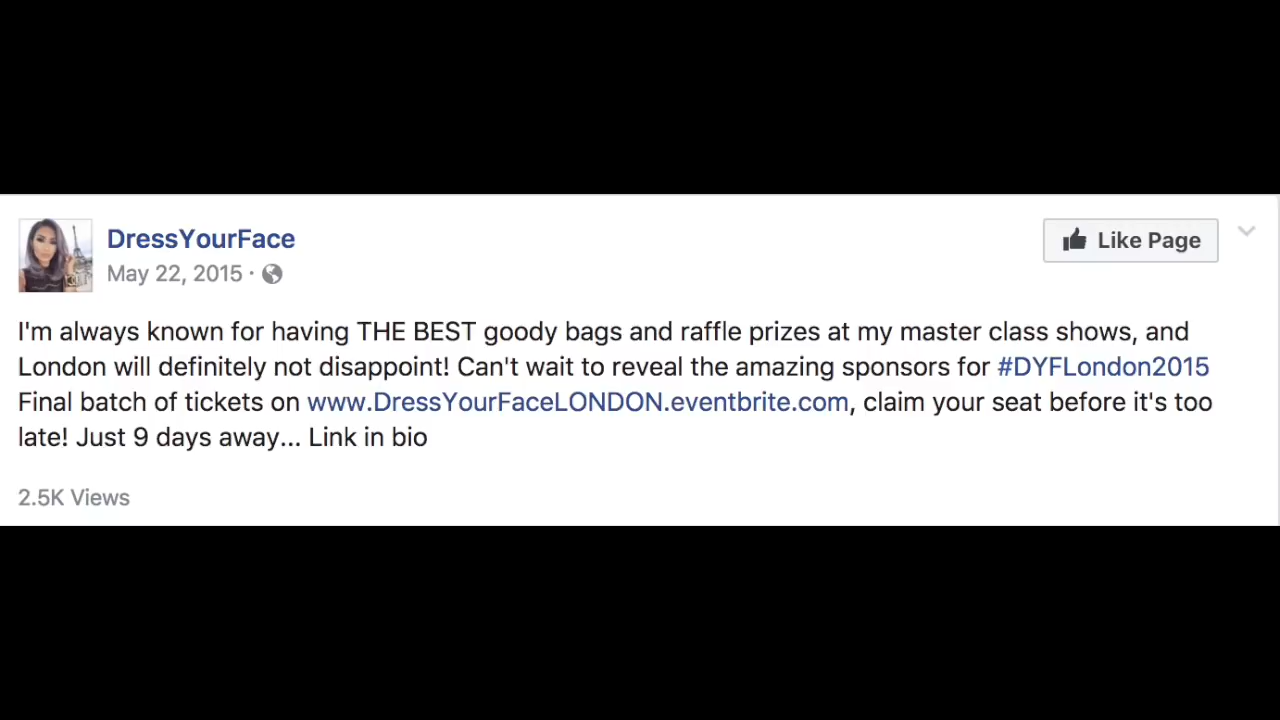 DressYourFace
Like Page
May 22, 2015 ·
I'm always known for having THE BEST goody bags and raffle prizes at my master class shows, and
London will definitely not disappoint! Can't wait to reveal the amazing sponsors for #DYFLondon2015
Final batch of tickets on www.DressYourFaceLONDON.eventbrite.com, claim your seat before it's too
late! Just 9 days away... Link in bio
2.5K Views